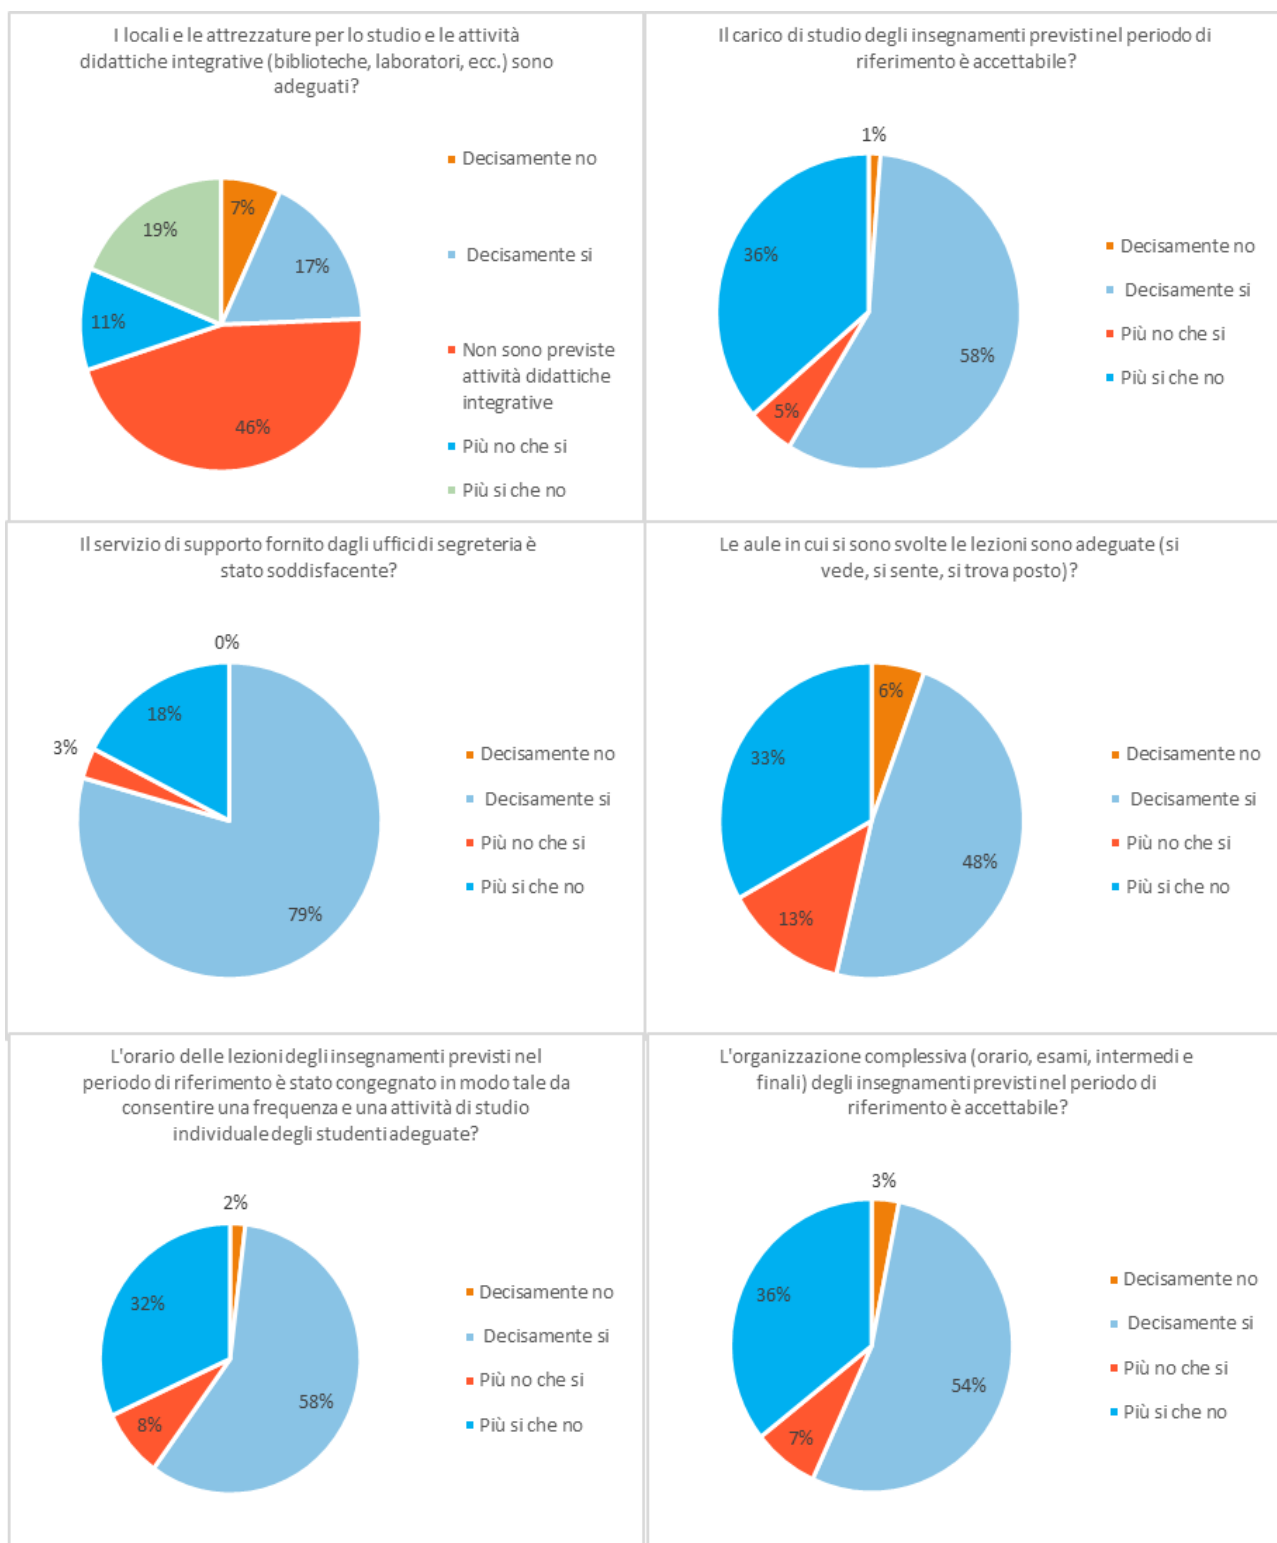 I locali e le attrezzature per lo studio e le attività
didattiche integrative (biblioteche, laboratori, ecc.) sono
adeguati?
7%
17%
46%
11%
19%
Decisamente no
Decisamente si
Non sono previste
attività didattiche
integrative
Più no che si
Più si che no
Il carico di studio degli insegnamenti previsti nel periodo di
riferimento è accettabile?
1%
58%
5%
36%
Decisamente no
Decisamente si
Più no che si
Più si che no
Il servizio di supporto fornito dagli uffici di segreteria è
stato soddisfacente?
0%
79%
3%
18%
Decisamente no
Decisamente si
Più no che si
Più si che no
Le aule in cui si sono svolte le lezioni sono adeguate (si
vede, si sente, si trova posto)?
6%
48%
13%
33%
Decisamente no
Decisamente si
Più no che si
Più si che no
L'orario delle lezioni degli insegnamenti previsti nel
periodo di riferimento è stato congegnato in modo tale da
consentire una frequenza e una attività di studio
individuale degli studenti adeguate?
2%
58%
8%
32%
Decisamente no
Decisamente si
Più no che si
Più si che no
L'organizzazione complessiva (orario, esami, intermedi e
finali) degli insegnamenti previsti nel periodo di
riferimento è accettabile?
3%
54%
7%
36%
Decisamente no
Decisamente si
Più no che si
Più si che no